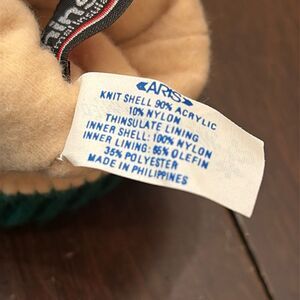 ARIS
KNIT SHELL 90% ACRYLIC
10% NYLON
THINSULATE LINING
INNER SHELL: 100% NYLON
INNER LINING: 65% OLEFIN
35% POLYESTER
MADE IN PHILIPPINES